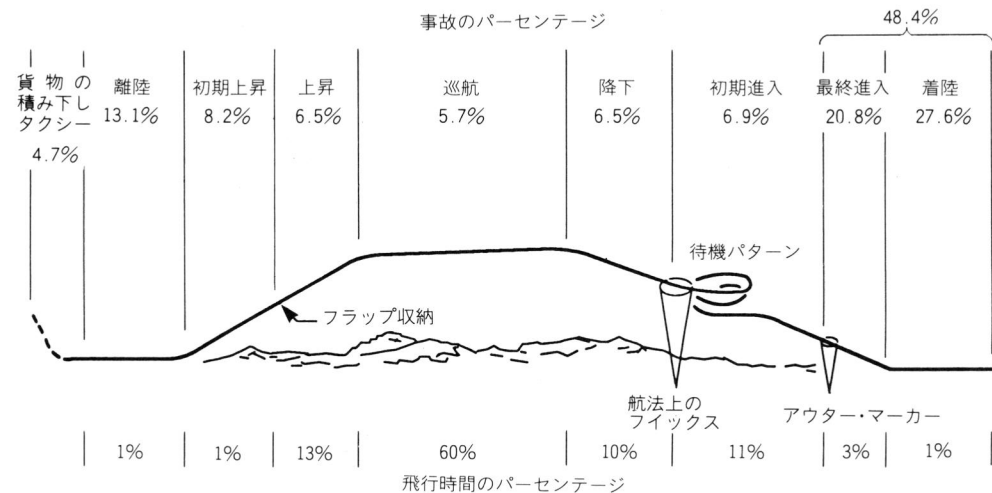 事故のパーセンテージ
48.4%
貨物の
積み下し
タクシー
4.7%
離陸
13.1%
初期上昇
8.2%
上昇
6.5%
巡航
5.7%
降下
6.5%
初期進入
6.9%
最終進入
20.8%
着陸
27.6%
待機パターン
フラップ収納
航法上の
フイックス
アウター・マーカー
1%
1%
13%
60%
10%
11%
3%
1%
飛行時間のパーセンテージ